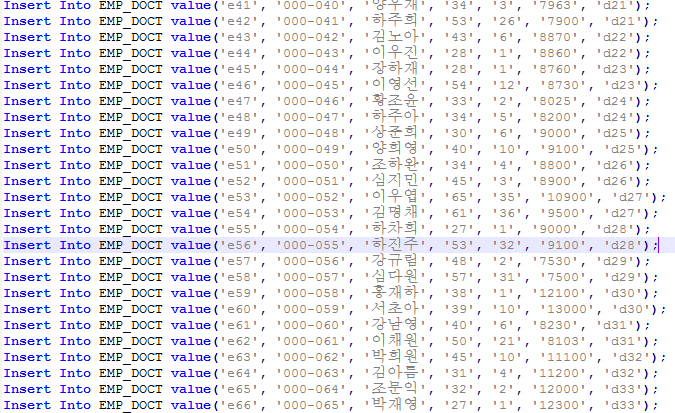 Insert Into EMP_DOCT value('e41', '000-040', '양우재', '34', '3', '7963', 'd21');
Insert Into EMP_DOCT value('e42', '000-041', '하주희', '53', '26', '7900', 'd21');
Insert Into EMP_DOCT value('e43', '000-042', '김노아', '43', '6', '8870', 'd22');
Insert Into EMP_DOCT value('e44', '000-043', '이우진', '28', '1', '8860', 'd22');
Insert Into EMP_DOCT value('e45', '000-044', '장하재', '28', '1', '8760', 'd23');
Insert Into EMP_DOCT value('e46', '000-045', '이영선', '54', '12', '8730', 'd23');
Insert Into EMP_DOCT value('e47', '000-046', '황조윤', '33', '2', '8025', 'd24');
Insert Into EMP_DOCT value('e48', '000-047', '하주아', '34', '5', '8200', 'd24');
Insert Into EMP_DOCT value('e49', '000-048', '상준희', '30', '6', '9000', 'd25');
Insert Into EMP_DOCT value('e50', '000-049', '양희영', '40', '10', '9100', 'd25');
Insert Into EMP_DOCT value('e51', '000-050', '조하완', '34', '4', '8800', 'd26');
Insert Into EMP_DOCT value('e52', '000-051', '심지민', '45', '3', '8900', 'd26');
Insert Into EMP_DOCT value('e53', '000-052', '이우엽', '65', '35', '10900', 'd27');
Insert Into EMP_DOCT value('e54', '000-053', '김명채', '61', '36', '9500', 'd27');
Insert Into EMP_DOCT value('e55', '000-054', '하차희', '27', '1', '9000', 'd28');
Insert Into EMP_DOCT value('e56', '000-055', '하진주', '53', '32', '9100', 'd28');
Insert Into EMP_DOCT value('e57', '000-056', '강규림', '48', '2', '7530', 'd29');
Insert Into EMP_DOCT value('e58', '000-057', '심다원', '57', '31', '7500', 'd29');
Insert Into EMP_DOCT value('e59', '000-058', '홍재하', '38', '1', '12100', 'd30');
Insert Into EMP_DOCT value('e60', '000-059', '서초아', '39', '10', '13000', 'd30');
Insert Into EMP_DOCT value('e61', '000-060', '강남영', '40', '6', '8230', 'd31');
Insert Into EMP_DOCT value('e62', '000-061', '이채원', '50', '21', '8103', 'd31');
Insert Into EMP_DOCT value('e63', '000-062', '박희원', '45', '10', '11100', 'd32');
Insert Into EMP_DOCT value('e64', '000-063', '김아름', '31', '4', '11200', 'd32');
Insert Into EMP_DOCT value('e65', '000-064', '조문익', '32', '2', '12000', 'd33');
Insert Into EMP_DOCT value('e66', '000-065', '박재영', '27', '1', '12300', 'd33');